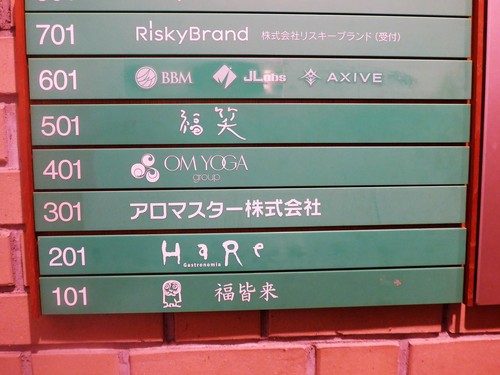 701 RiskyBrand 株式会社リスキーブランド(受付)
601 BBM JLabs AXIVE
501 福笑
401 OM YOGA group
301 アロマスター株式会社
201 HaRe Gastronomia
101 福皆来